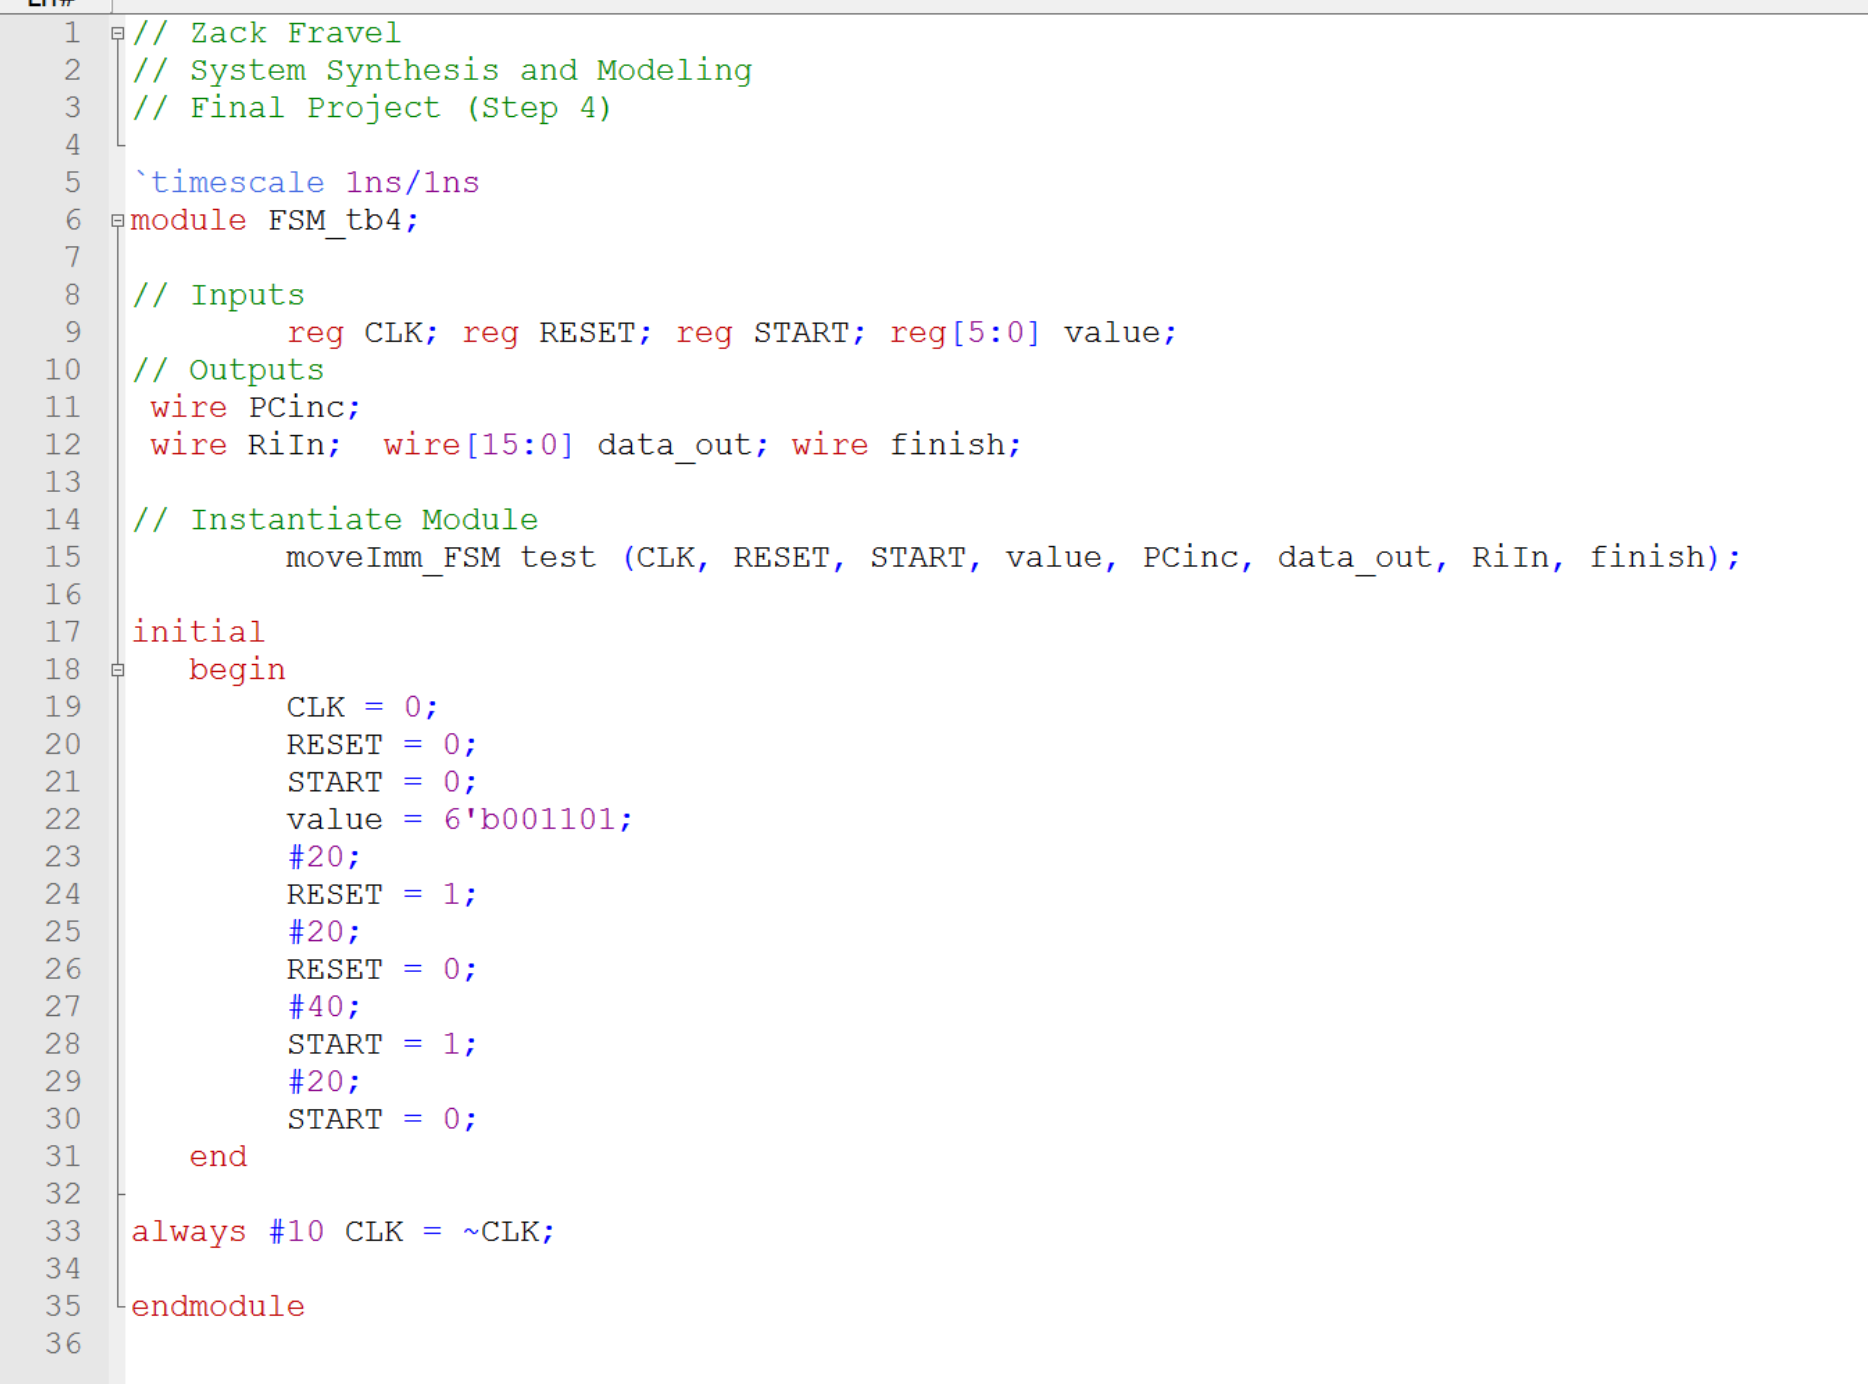 1 // Zack Fravel
2 // System Synthesis and Modeling
3 // Final Project (Step 4)
4
5 `timescale 1ns/1ns
6 module FSM_tb4;
7
8 // Inputs
9 reg CLK; reg RESET; reg START; reg[5:0] value;
10 // Outputs
11 wire PCinc;
12 wire RiIn; wire[15:0] data_out; wire finish;
13
14 // Instantiate Module
15 moveImm_FSM test (CLK, RESET, START, value, PCinc, data_out, RiIn, finish);
16
17 initial
18 begin
19 CLK = 0;
20 RESET = 0;
21 START = 0;
22 value = 6'b001101;
23 #20;
24 RESET = 1;
25 #20;
26 RESET = 0;
27 #40;
28 START = 1;
29 #20;
30 START = 0;
31 end
32
33 always #10 CLK = ~CLK;
34
35 endmodule
36